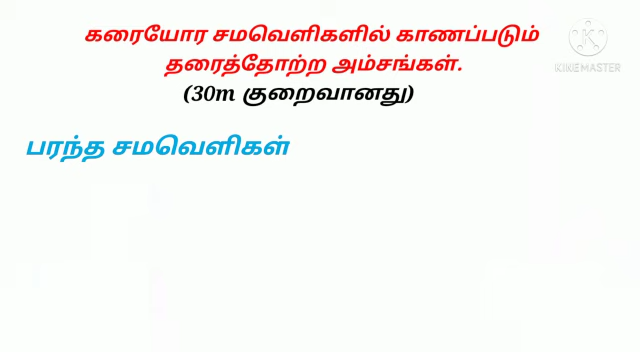 கரையோர சமவெளிகளில் காணப்படும்
தரைத்தோற்ற அம்சங்கள்.
(30m குறைவானது)
பரந்த சமவெளிகள்
KINEMASTER